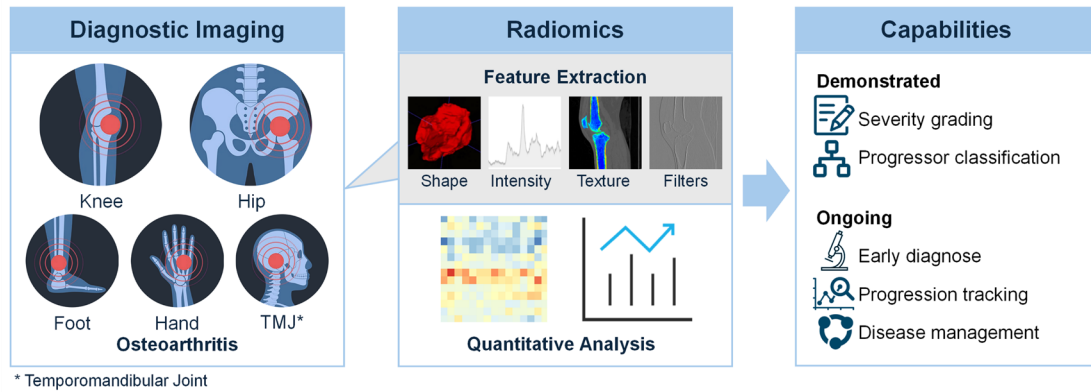 Diagnostic Imaging
Knee
Hip
Foot
Hand
TMJ*
Osteoarthritis
* Temporomandibular Joint
Radiomics
Feature Extraction
Shape
Intensity
Texture
Filters
Quantitative Analysis
Capabilities
Demonstrated
Severity grading
Progressor classification
Ongoing
Early diagnose
Progression tracking
Disease management